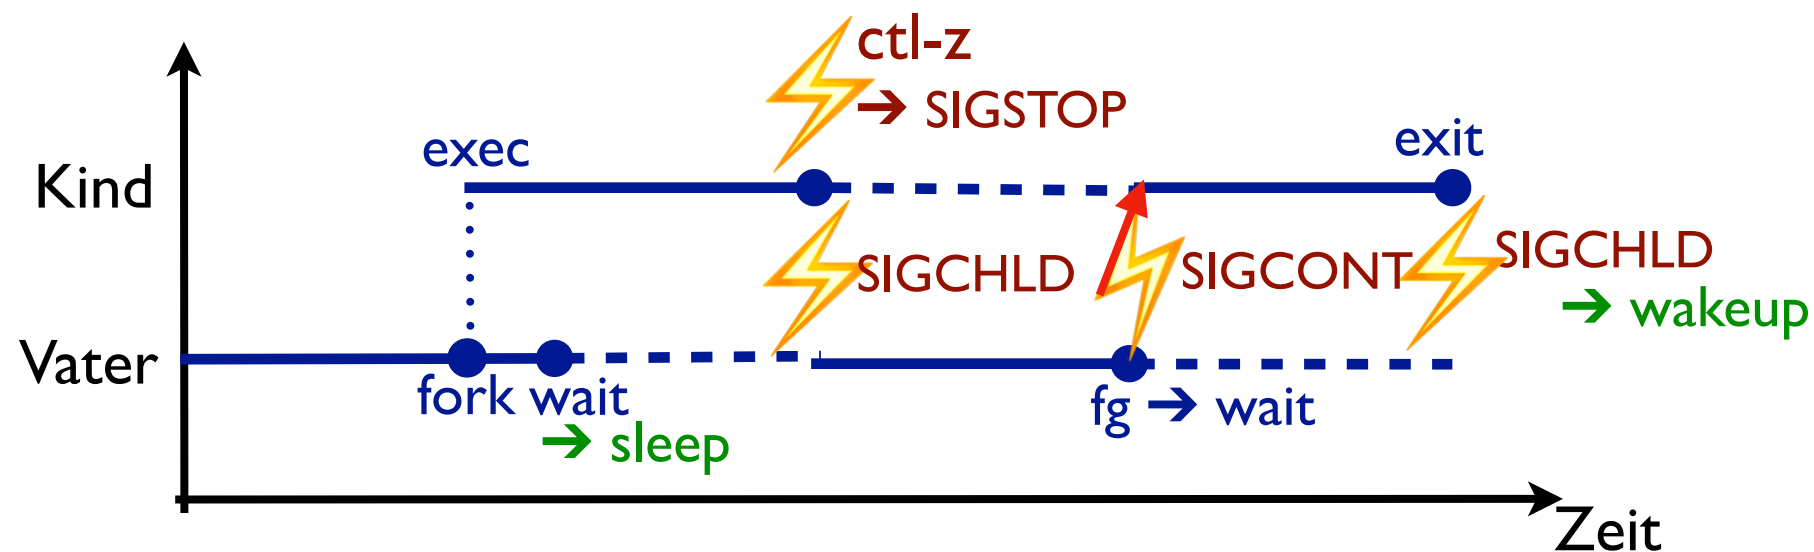 ctl-z
➔ SIGSTOP
exec
exit
Kind
SIGCHLD
SIGCHLD
SIGCONT
➔ wakeup
Vater
fork wait
fg ➔ wait
➔ sleep
Zeit